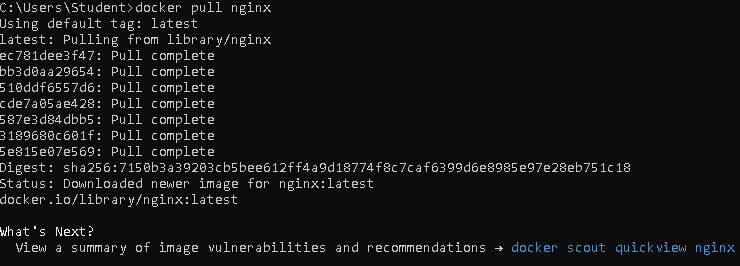 C:\Users\Student>docker pull nginx
Using default tag: latest
latest: Pulling from library/nginx
ec781dee3f47: Pull complete
bb3d0aa29654: Pull complete
510ddf6557d6: Pull complete
cde7a05ae428: Pull complete
587e3d84dbb5: Pull complete
3189680c601f: Pull complete
5e815e07e569: Pull complete
Digest: sha256:7150b3a39203cb5bee612ff4a9d18774f8c7caf6399d6e8985e97e28eb751c18
Status: Downloaded newer image for nginx:latest
docker.io/library/nginx:latest
What's Next?
View a summary of image vulnerabilities and recommendations → docker scout quickview nginx